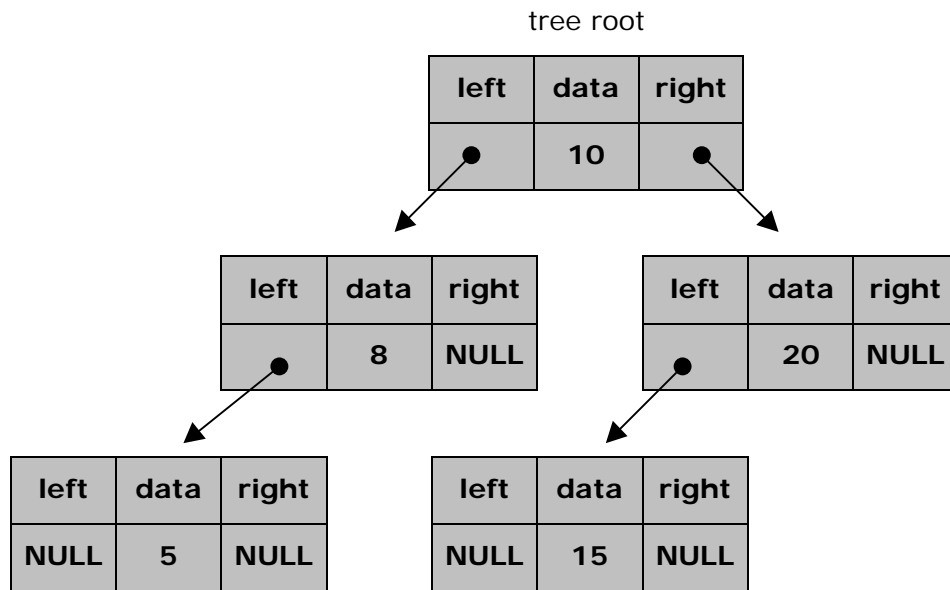 tree root
left data right
10
left data right
left data right
8 NULL
20 NULL
left data right
left data right
NULL 5 NULL
NULL 15 NULL